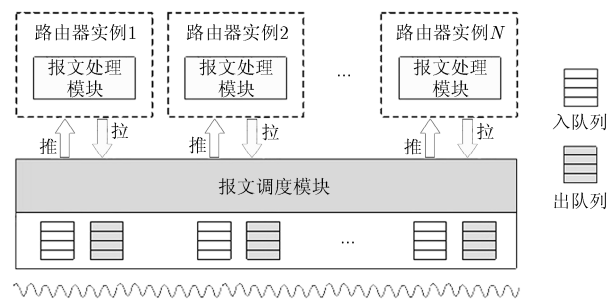 路由器实例1
路由器实例2
路由器实例N
报文处理
模块
报文处理
模块
...
报文处理
模块
推
拉
推
拉
推
拉
入队列
报文调度模块
出队列
...